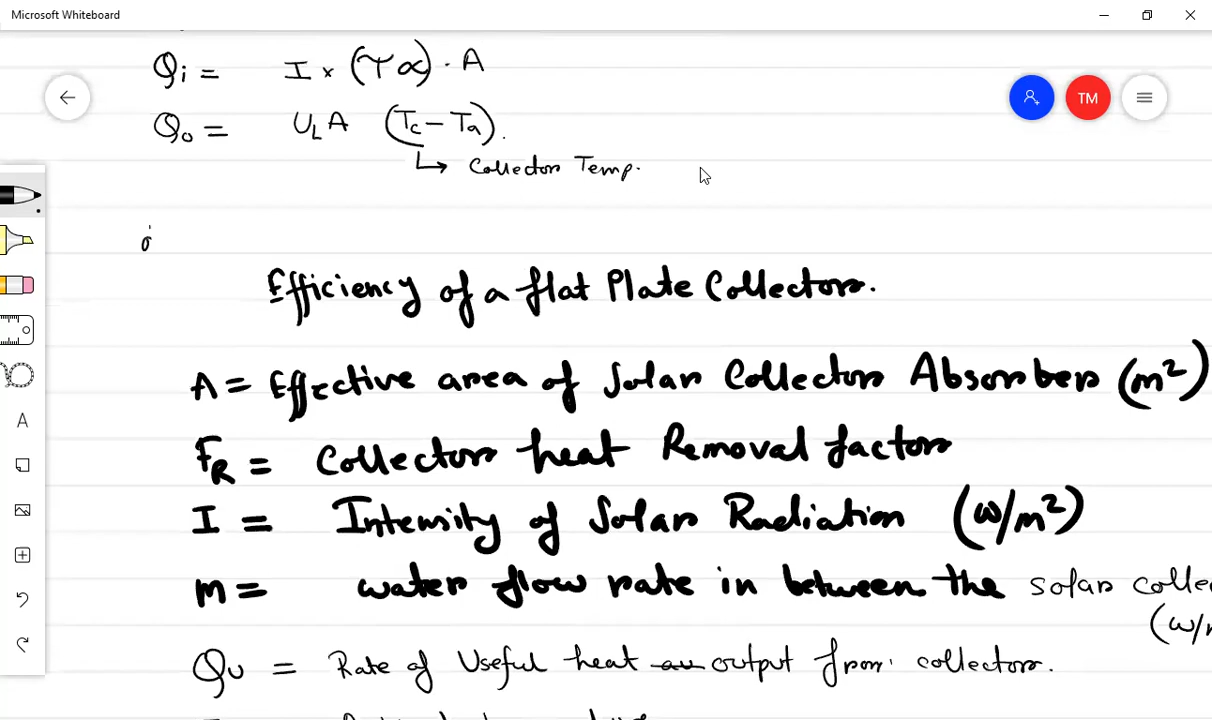 Microsoft Whiteboard
Qi = I × (τα) · A
Qo = ULA (Tc − Ta).
↳ Collector Temp.
TM
Efficiency of a flat Plate Collector.
A = Effective area of Solar Collector Absorber (m²)
FR = Collector heat Removal factor
I = Intensity of Solar Radiation (W/m²)
m = water flow rate in between the solar colle
(W/
QU = Rate of Useful heat output from collector.
A